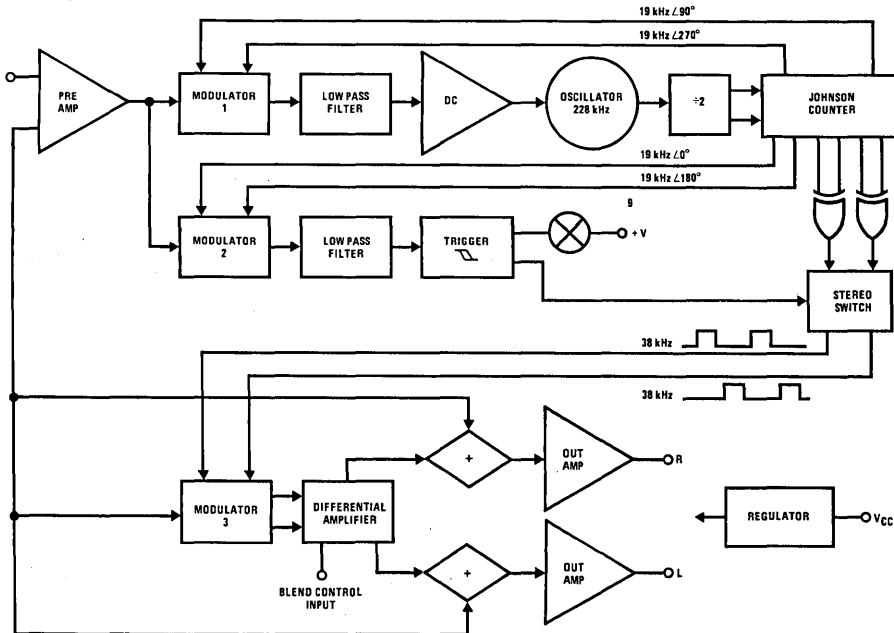 19 kHz ∠90°
19 kHz ∠270°
PRE
AMP
MODULATOR
1
LOW PASS
FILTER
DC
OSCILLATOR
228 kHz
÷2
JOHNSON
COUNTER
19 kHz ∠0°
19 kHz ∠180°
9
MODULATOR
2
LOW PASS
FILTER
TRIGGER
+ V
STEREO
SWITCH
38 kHz
38 kHz
+
OUT
AMP
R
MODULATOR
3
DIFFERENTIAL
AMPLIFIER
REGULATOR
VCC
BLEND CONTROL
INPUT
+
OUT
AMP
L